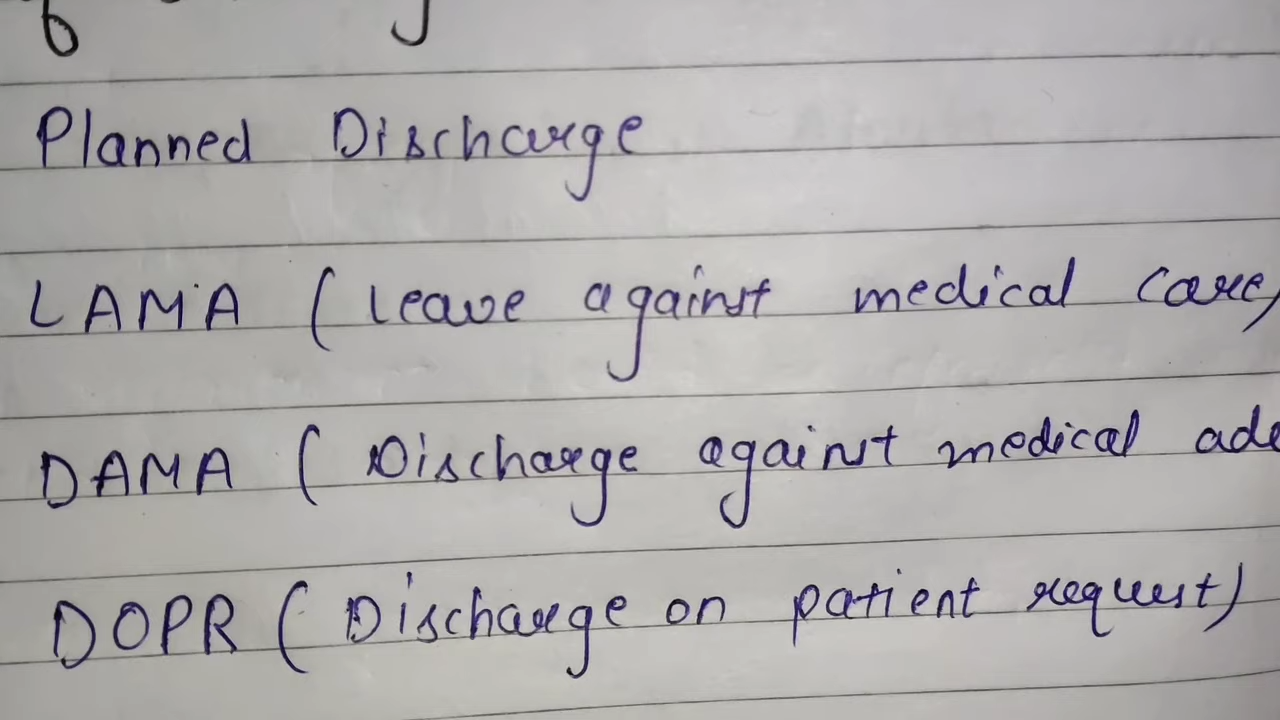 Planned Discharge
LAMA (Leave against medical care)
DAMA (Discharge against medical
DOPR (Discharge on patient request)